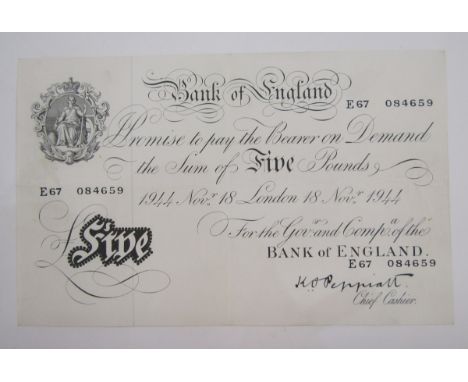 Bank of England
E67 084659
I Promise to pay the Bearer on Demand
the Sum of Five Pounds
E67 084659
1944 Novr. 18 London 18 Novr. 1944
For the Govr. and Compa. of the
£ Five
BANK OF ENGLAND.
E67 084659
K O Peppiatt
Chief Cashier.